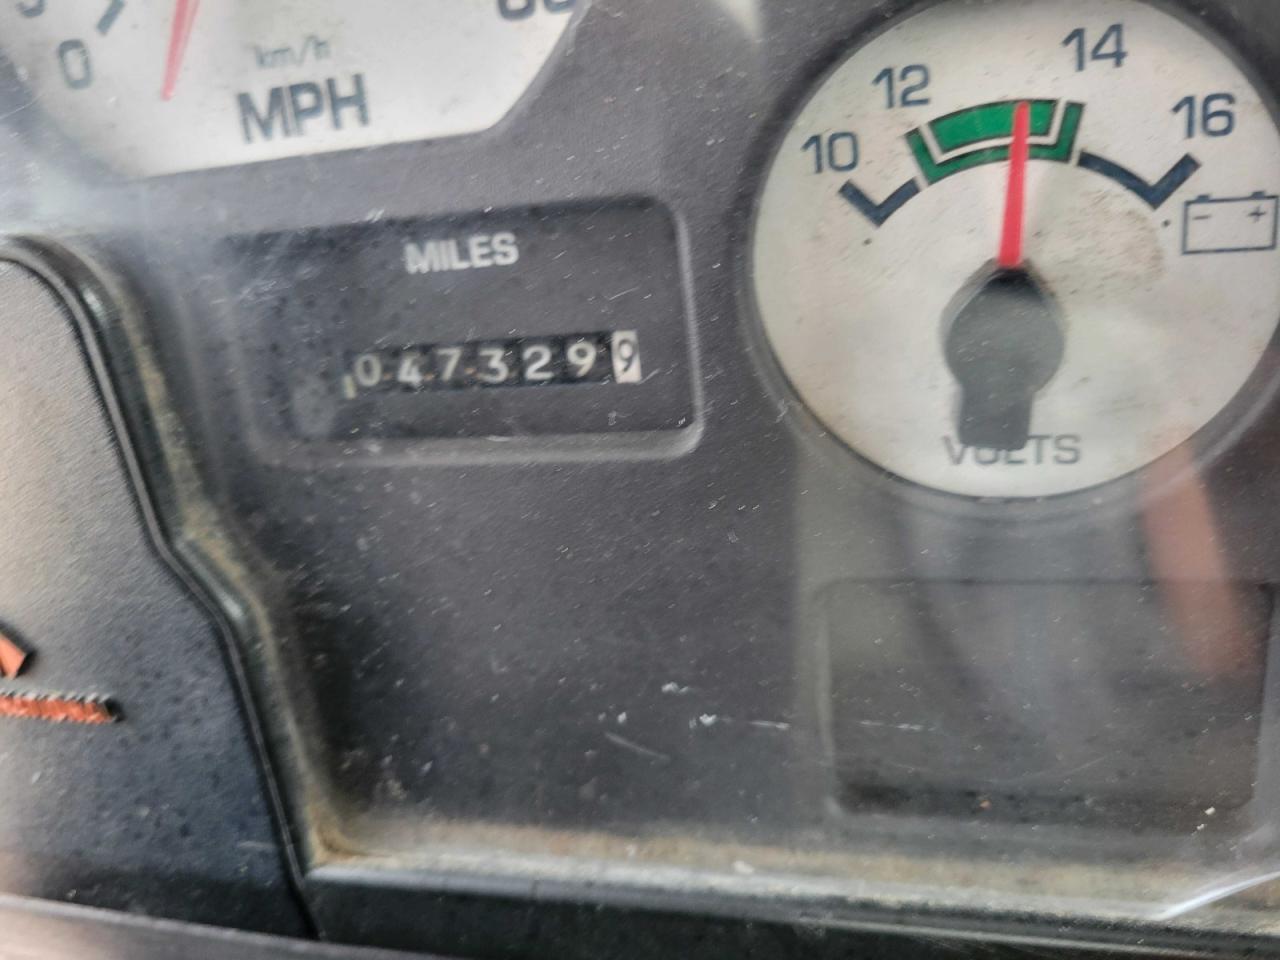 0
km/h
MPH
10
12
14
16
- +
MILES
0473299
VOLTS